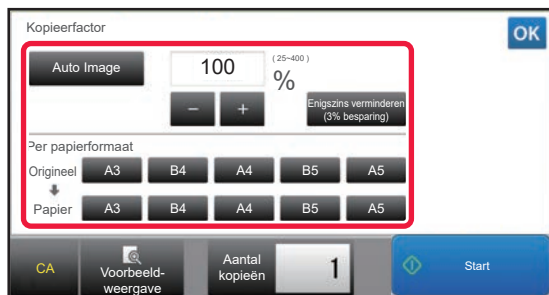 Kopieerfactor
OK
Auto Image
100
(25~400)
%
−
+
Enigszins verminderen
(3% besparing)
Per papierformaat
Origineel
A3
B4
A4
B5
A5
Papier
A3
B4
A4
B5
A5
CA
Voorbeeld-
weergave
Aantal
kopieën
1
Start